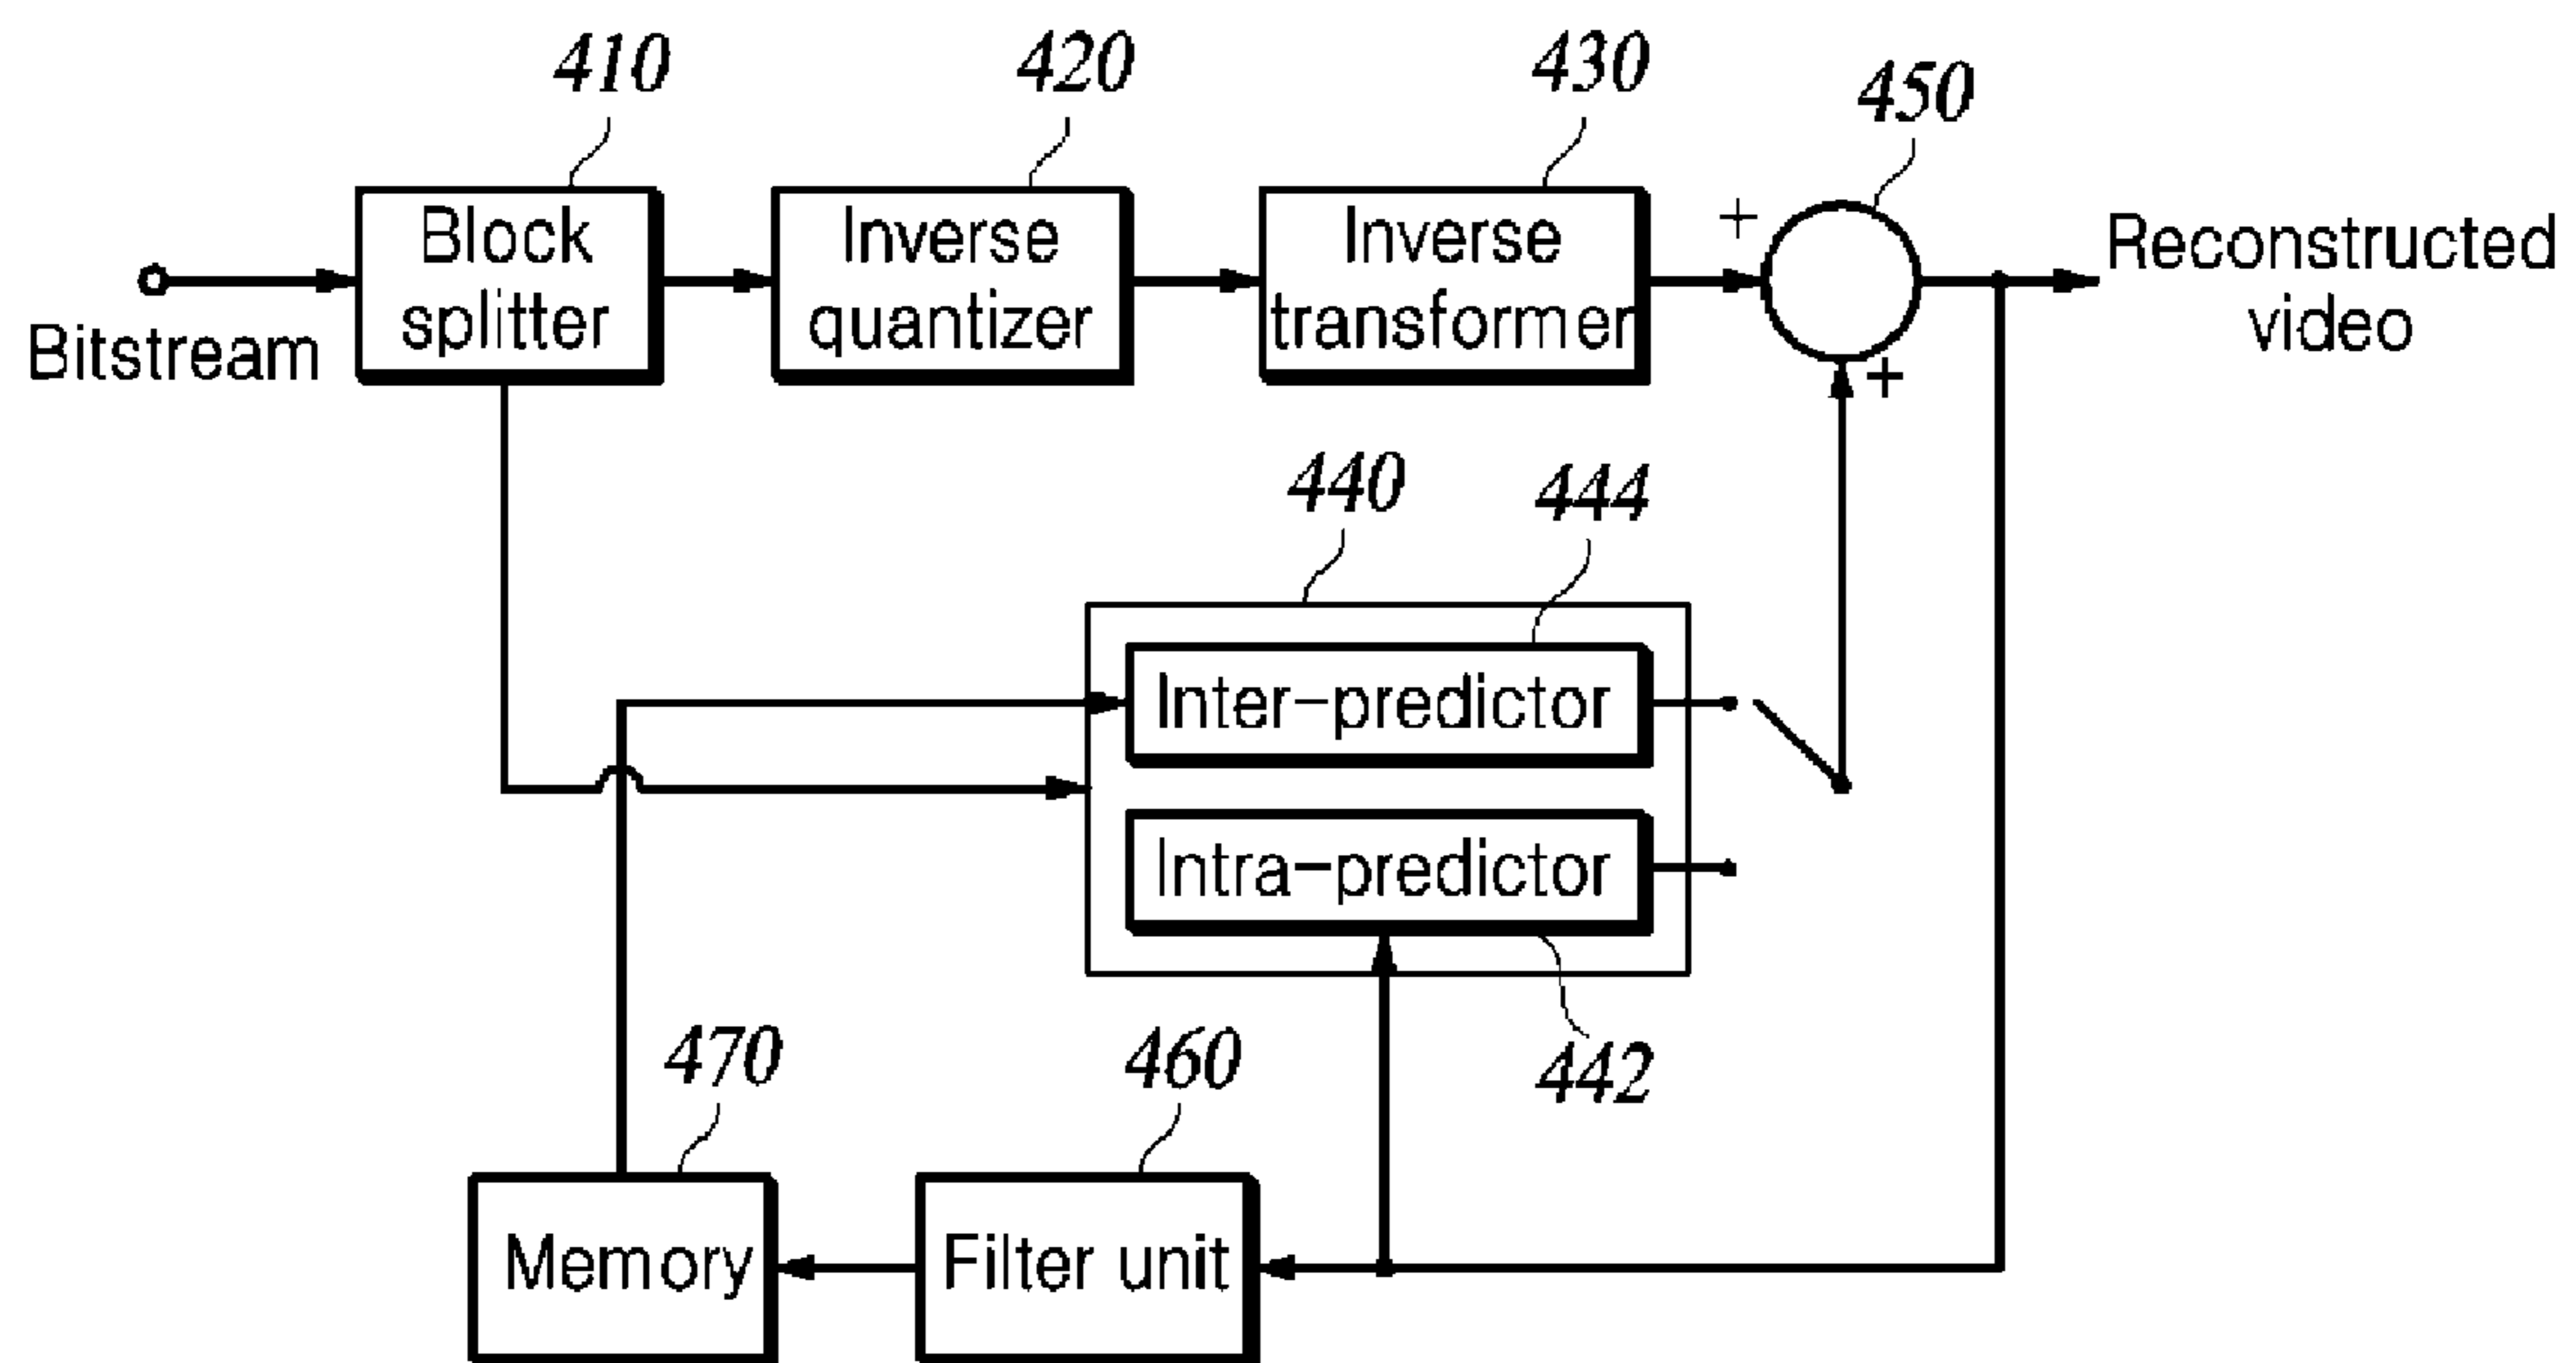 410
420
430
450
Block
splitter
Inverse
quantizer
Inverse
transformer
+
Reconstructed
video
Bitstream
+
440
444
Inter-predictor
Intra-predictor
442
470
460
Memory
Filter unit